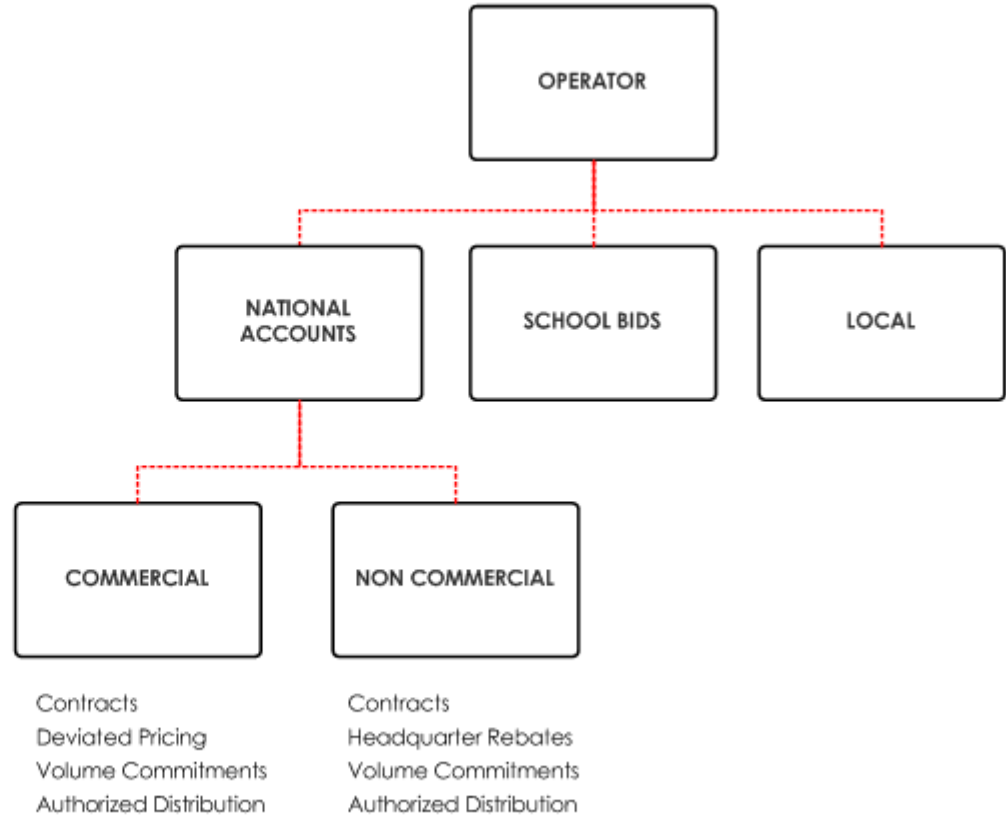 OPERATOR
NATIONAL
ACCOUNTS
SCHOOL BIDS
LOCAL
COMMERCIAL
NON COMMERCIAL
Contracts
Deviated Pricing
Volume Commitments
Authorized Distribution
Contracts
Headquarter Rebates
Volume Commitments
Authorized Distribution